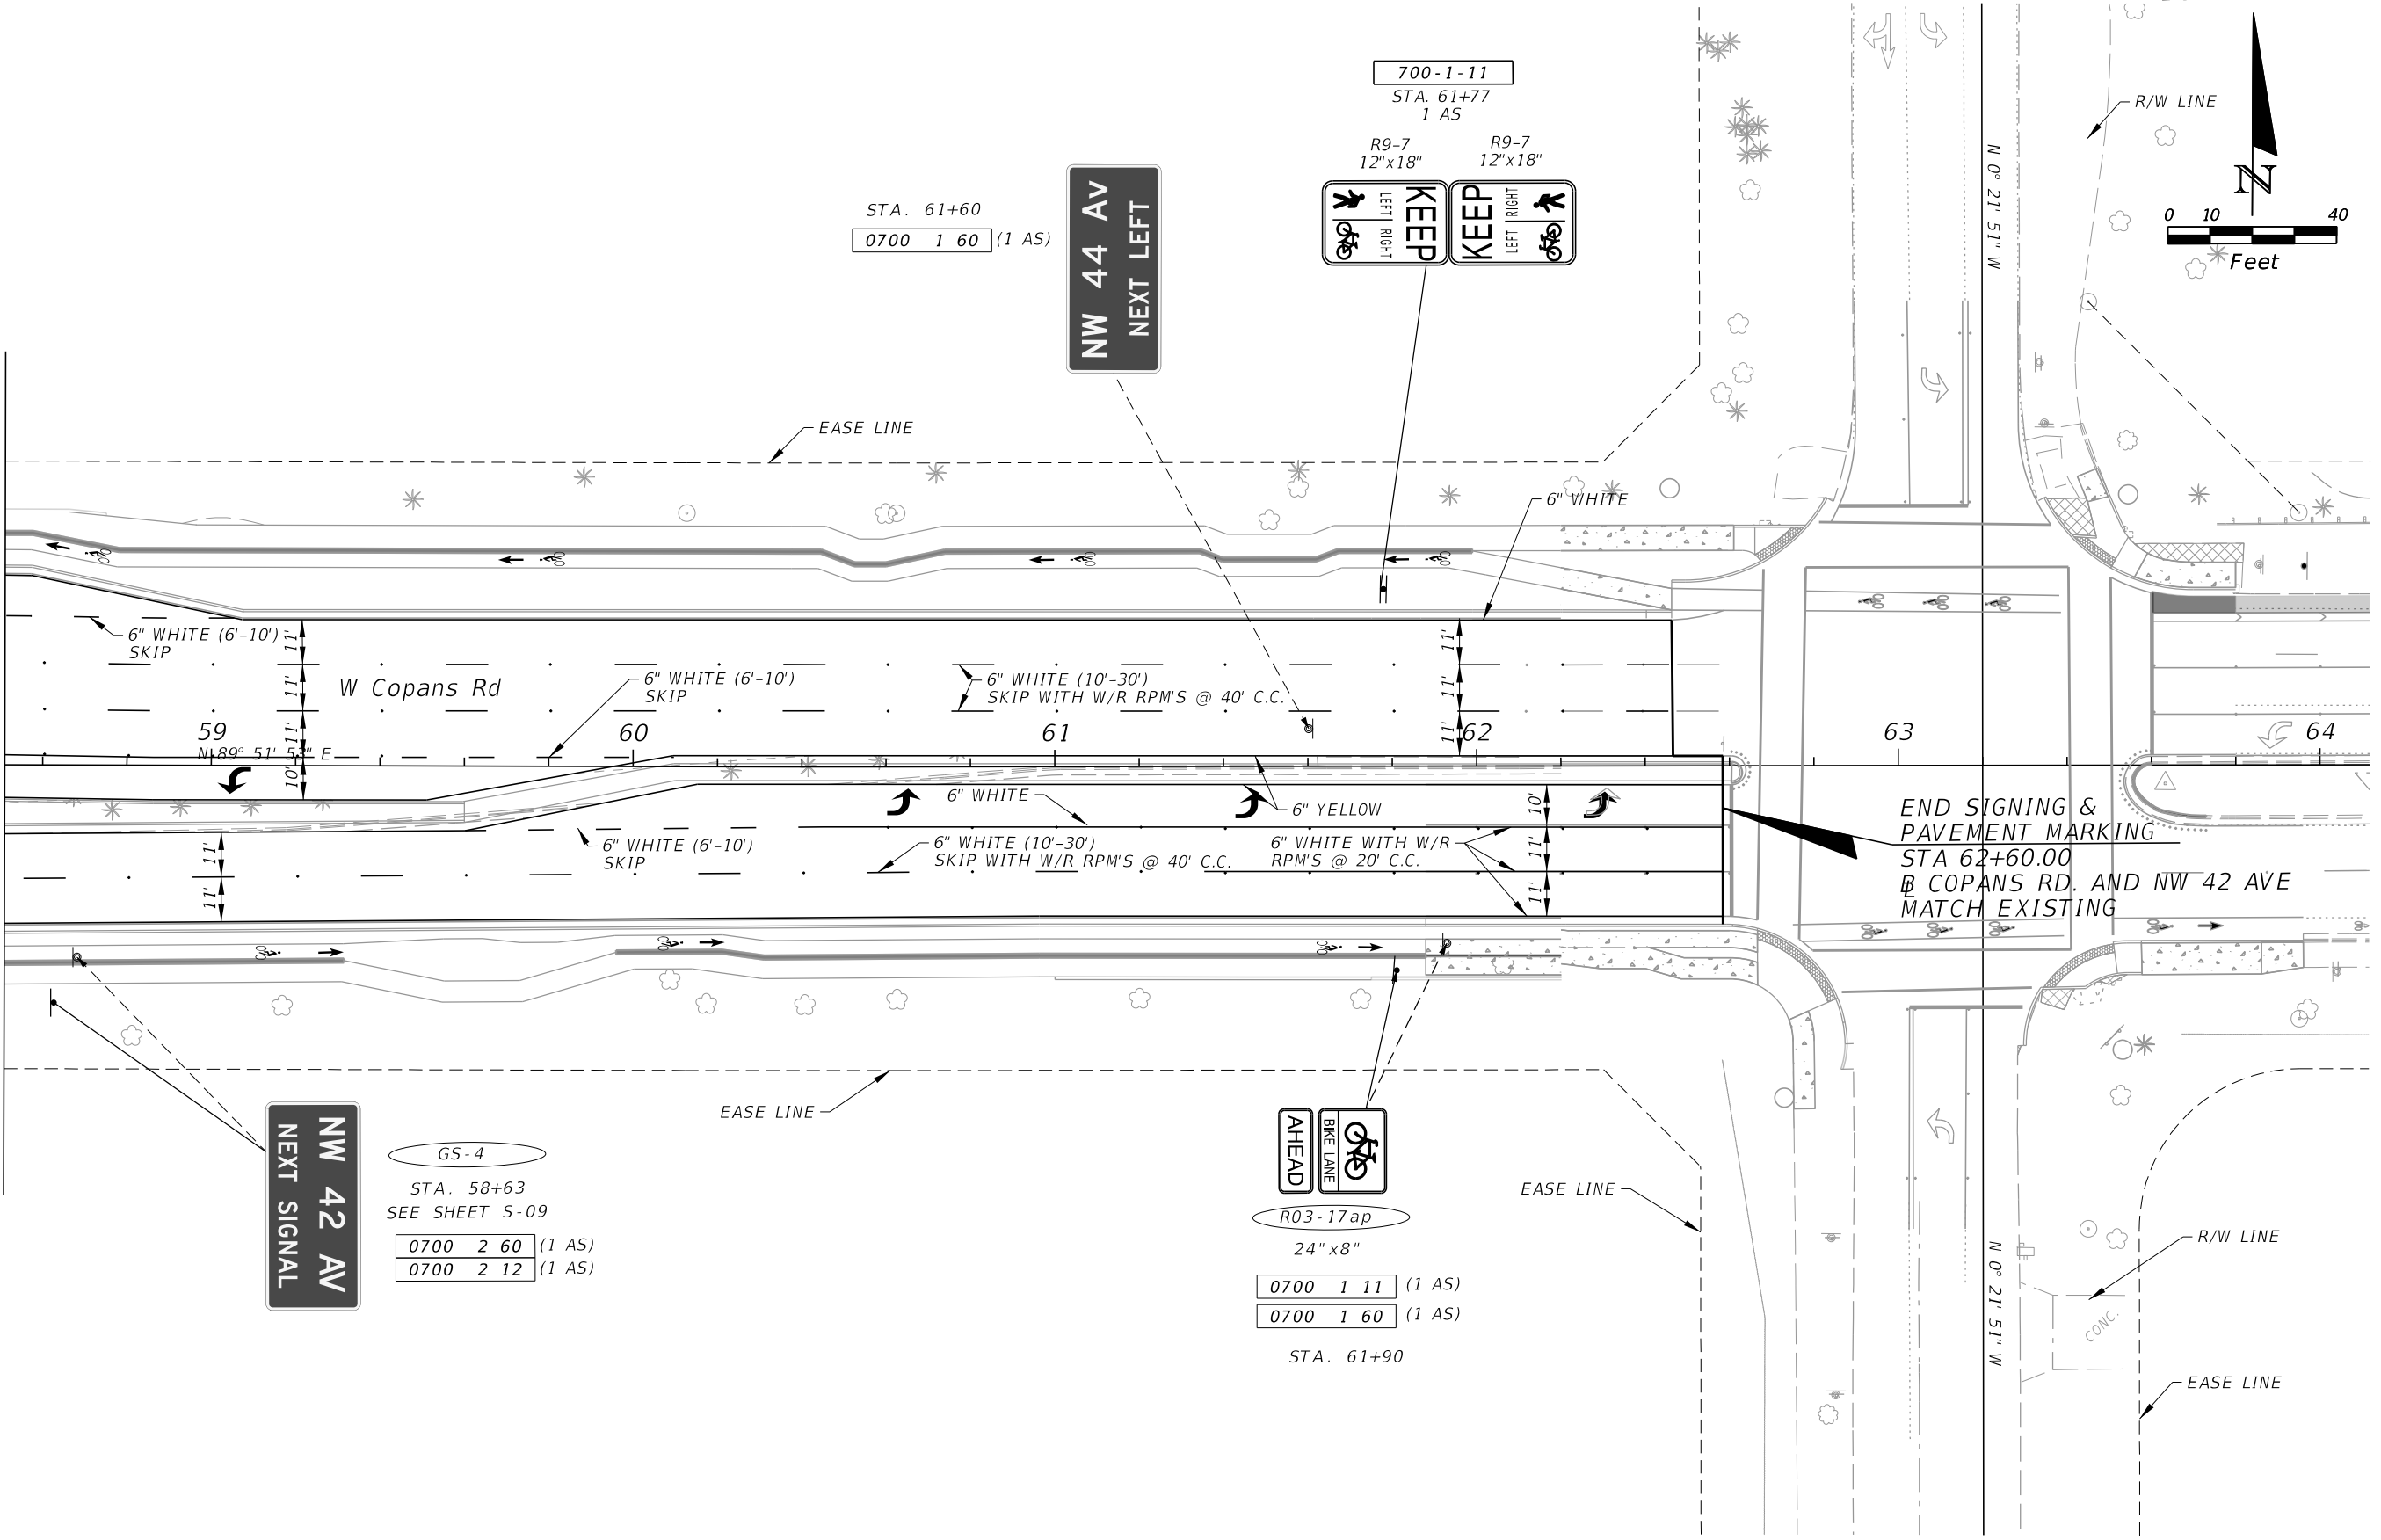 700-1-11
STA. 61+77
1 AS
R9-7
12"x18"
R9-7
12"x18"
KEEP
LEFT RIGHT
KEEP
LEFT RIGHT
R/W LINE
N 0° 21' 51" W
N
0 10 40
Feet
STA. 61+60
0700 1 60 (1 AS)
NW 44 Av
NEXT LEFT
EASE LINE
6" WHITE
6" WHITE (6'-10')
SKIP
11'
11'
11'
10'
W Copans Rd
6" WHITE (6'-10')
SKIP
6" WHITE (10'-30')
SKIP WITH W/R RPM'S @ 40' C.C.
11'
11'
11'
59 60 61 62 63 64
N 89° 51' 53" E
6" WHITE
6" YELLOW
10'
11'
11'
11'
11'
6" WHITE (6'-10')
SKIP
6" WHITE (10'-30')
SKIP WITH W/R RPM'S @ 40' C.C.
6" WHITE WITH W/R
RPM'S @ 20' C.C.
END SIGNING &
PAVEMENT MARKING
STA 62+60.00
BL COPANS RD. AND NW 42 AVE
MATCH EXISTING
EASE LINE
NW 42 AV
NEXT SIGNAL
GS-4
STA. 58+63
SEE SHEET S-09
0700 2 60 (1 AS)
0700 2 12 (1 AS)
BIKE LANE
AHEAD
R03-17ap
24"x8"
0700 1 11 (1 AS)
0700 1 60 (1 AS)
STA. 61+90
EASE LINE
N 0° 21' 51" W
R/W LINE
CONC.
EASE LINE